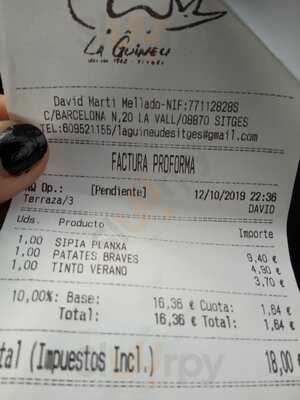 LA GÜINEU
David Marti Mellado-NIF:77112828S
C/BARCELONA N,20 LA VALL/08870 SITGES
TEL:609521155/laguineudesitges@gmail.com
FACTURA PROFORMA
Op.: [Pendiente] 12/10/2019 22:36
Terraza/3 DAVID
Uds. Producto Importe
1,00 SIPIA PLANXA 9,40 €
1,00 PATATES BRAVES 4,90 €
1,00 TINTO VERANO 3,70 €
10,00%: Base: 16,36 € Cuota: 1,64 €
Total: 16,36 € Total: 1,64 €
tal (Impuestos Incl.) 18,00